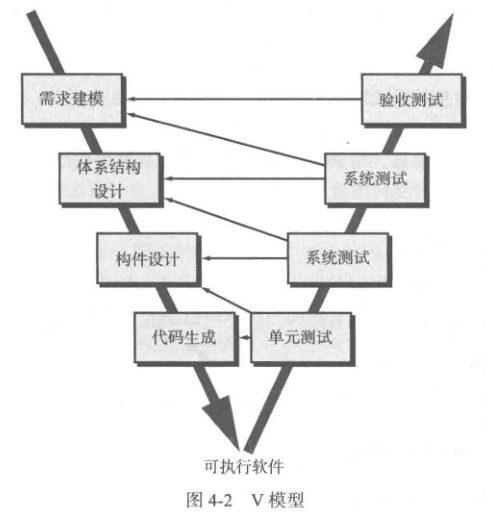 需求建模
验收测试
体系结构
设计
系统测试
构件设计
系统测试
代码生成
单元测试
可执行软件
图 4-2 V 模型